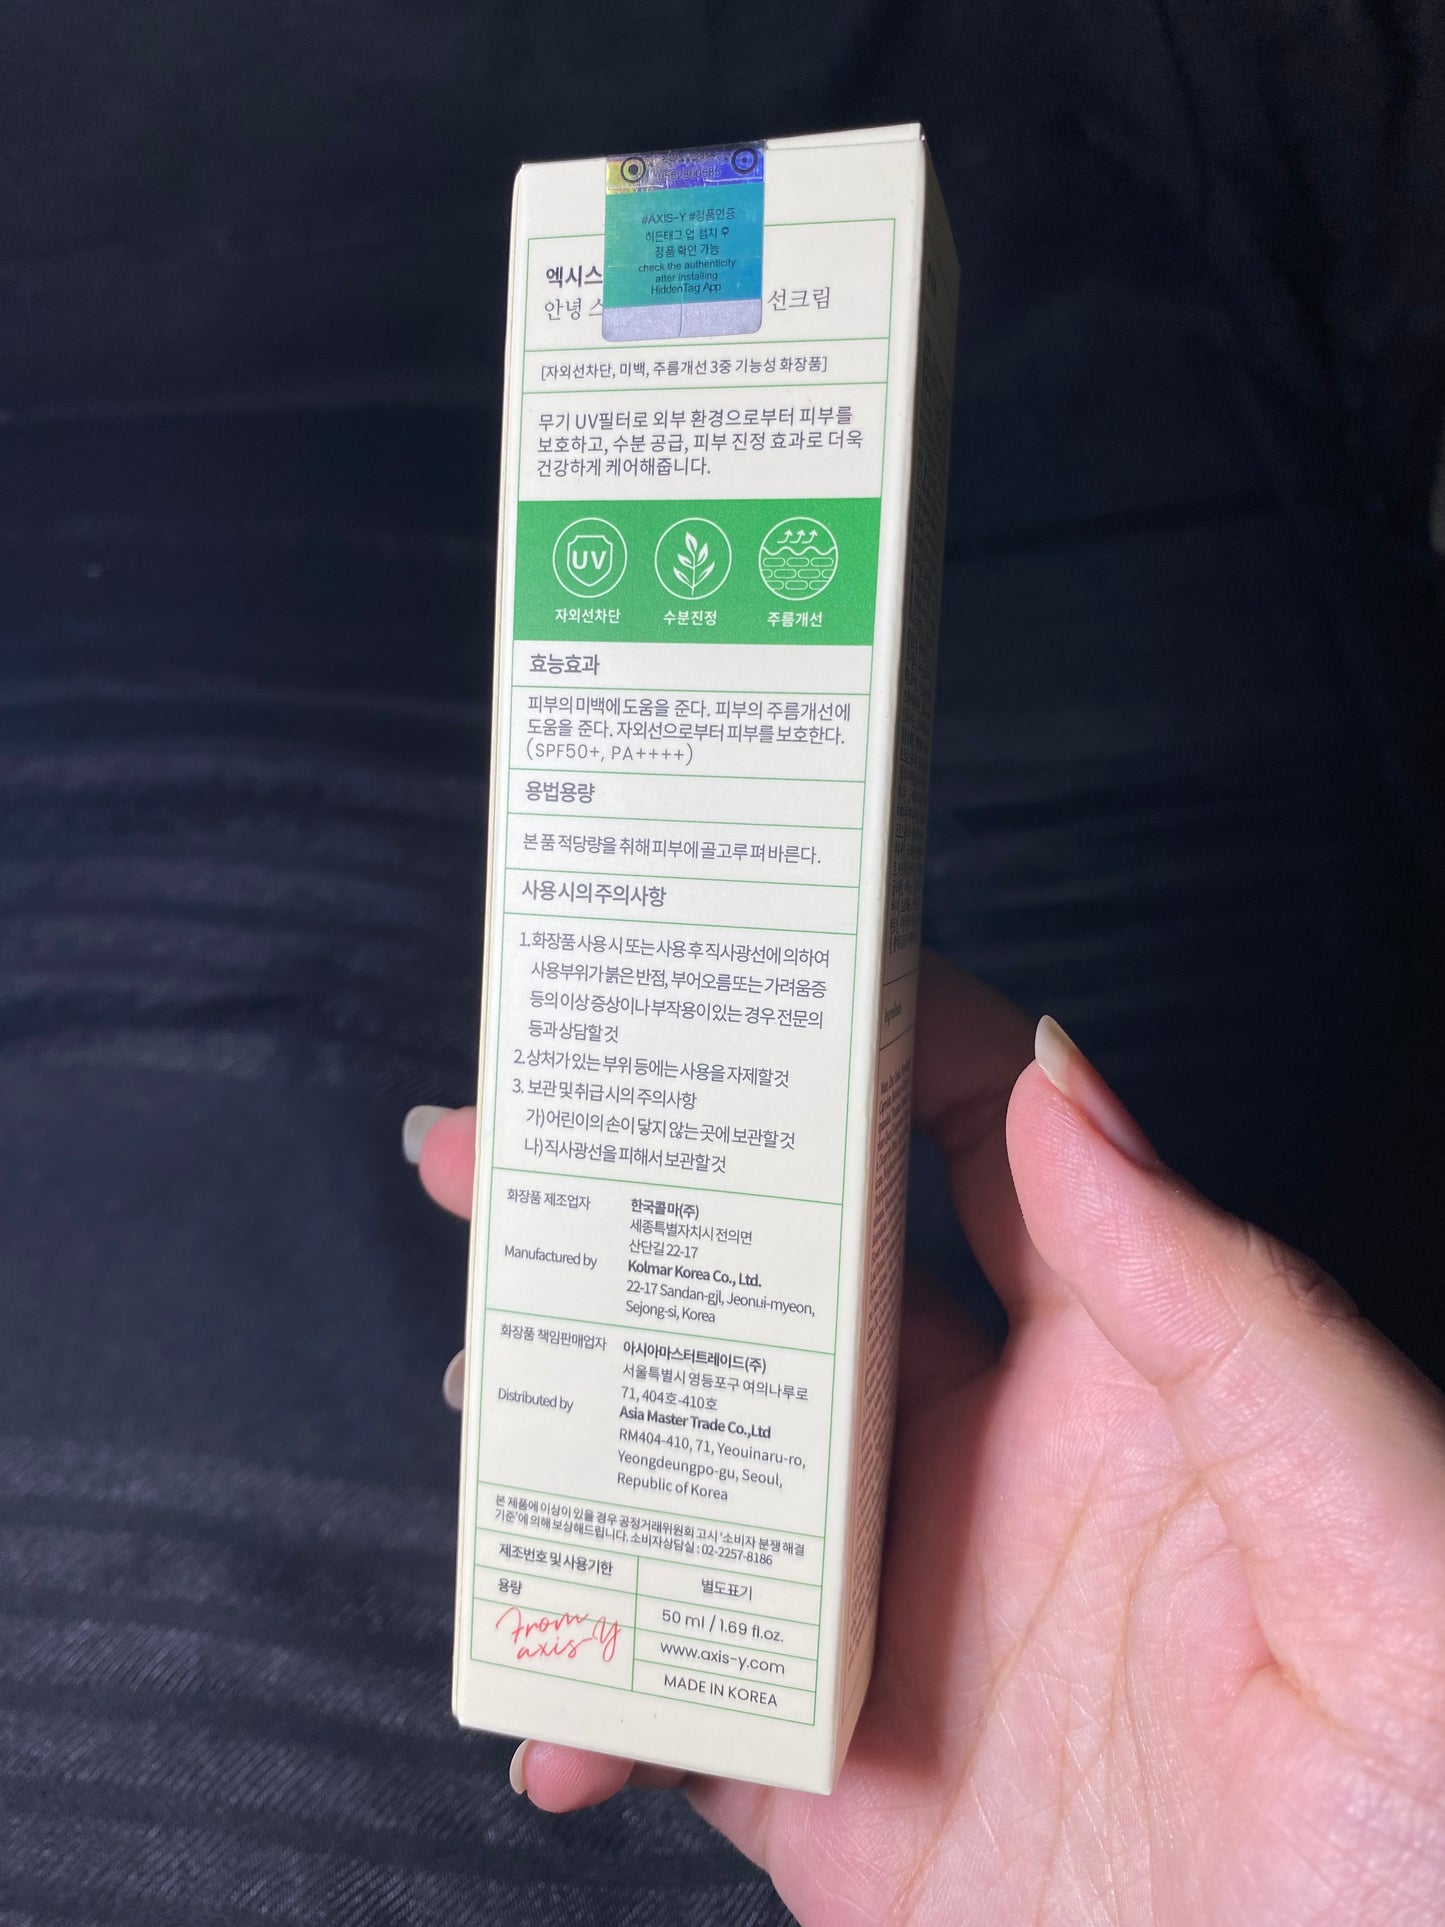 #AXIS-Y #정품인증
히든태그 앱 설치 후
정품 확인 가능
check the authenticity
after installing
HiddenTag App
엑시스
안녕 스 선크림
[자외선차단, 미백, 주름개선 3중 기능성 화장품]
무기 UV필터로 외부 환경으로부터 피부를
보호하고, 수분 공급, 피부 진정 효과로 더욱
건강하게 케어해줍니다.
UV
자외선차단 수분진정 주름개선
효능효과
피부의 미백에 도움을 준다. 피부의 주름개선에
도움을 준다. 자외선으로부터 피부를 보호한다.
(SPF50+, PA++++)
용법용량
본 품 적당량을 취해 피부에 골고루 펴 바른다.
사용 시의 주의사항
1. 화장품 사용 시 또는 사용 후 직사광선에 의하여
사용부위가 붉은 반점, 부어오름 또는 가려움증
등의 이상 증상이나 부작용이 있는 경우 전문의
등과 상담할 것
2. 상처가 있는 부위 등에는 사용을 자제할 것
3. 보관 및 취급 시의 주의사항
가)어린이의 손이 닿지 않는 곳에 보관할 것
나)직사광선을 피해서 보관할 것
화장품 제조업자
Manufactured by
한국콜마(주)
세종특별자치시 전의면
산단길 22-17
Kolmar Korea Co., Ltd.
22-17 Sandan-gil, Jeonui-myeon,
Sejong-si, Korea
화장품 책임판매업자
Distributed by
아시아마스터트레이드(주)
서울특별시 영등포구 여의나루로
71, 404호-410호
Asia Master Trade Co.,Ltd
RM404-410, 71, Yeouinaru-ro,
Yeongdeungpo-gu, Seoul,
Republic of Korea
본 제품에 이상이 있을 경우 공정거래위원회 고시 '소비자 분쟁 해결
기준'에 의해 보상해드립니다. 소비자상담실 : 02-2257-8186
제조번호 및 사용기한 별도표기
용량 50 ml / 1.69 fl.oz.
From
axis-y
www.axis-y.com
MADE IN KOREA
Ingredients